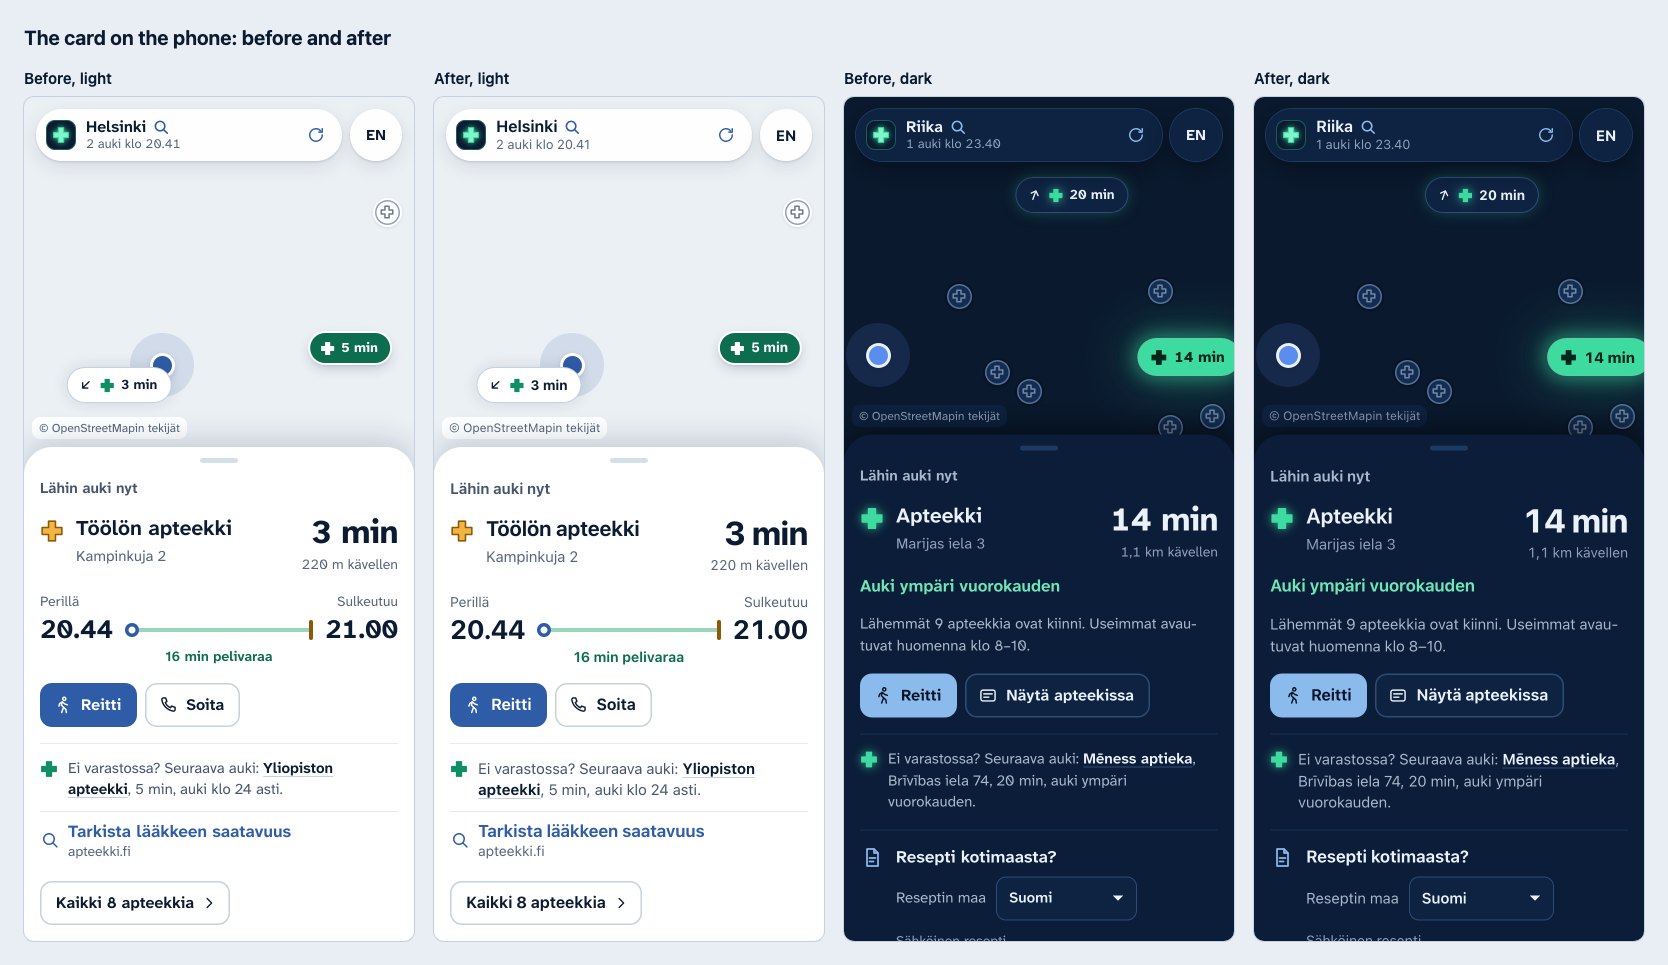 The card on the phone: before and after
Before, light
Helsinki
2 auki klo 20.41
EN
5 min
3 min
© OpenStreetMapin tekijät
Lähin auki nyt
Töölön apteekki
3 min
Kampinkuja 2
220 m kävellen
Perillä
Sulkeutuu
20.44
21.00
16 min pelivaraa
Reitti
Soita
Ei varastossa? Seuraava auki: Yliopiston
apteekki, 5 min, auki klo 24 asti.
Tarkista lääkkeen saatavuus
apteekki.fi
Kaikki 8 apteekkia
After, light
Helsinki
2 auki klo 20.41
EN
5 min
3 min
© OpenStreetMapin tekijät
Lähin auki nyt
Töölön apteekki
3 min
Kampinkuja 2
220 m kävellen
Perillä
Sulkeutuu
20.44
21.00
16 min pelivaraa
Reitti
Soita
Ei varastossa? Seuraava auki: Yliopiston
apteekki, 5 min, auki klo 24 asti.
Tarkista lääkkeen saatavuus
apteekki.fi
Kaikki 8 apteekkia
Before, dark
Riika
1 auki klo 23.40
EN
20 min
14 min
© OpenStreetMapin tekijät
Lähin auki nyt
Apteekki
14 min
Marijas iela 3
1,1 km kävellen
Auki ympäri vuorokauden
Lähemmät 9 apteekkia ovat kiinni. Useimmat avau-
tuvat huomenna klo 8–10.
Reitti
Näytä apteekissa
Ei varastossa? Seuraava auki: Mēness aptieka,
Brīvības iela 74, 20 min, auki ympäri
vuorokauden.
Resepti kotimaasta?
Reseptin maa
Suomi
Sähköinen resepti
After, dark
Riika
1 auki klo 23.40
EN
20 min
14 min
© OpenStreetMapin tekijät
Lähin auki nyt
Apteekki
14 min
Marijas iela 3
1,1 km kävellen
Auki ympäri vuorokauden
Lähemmät 9 apteekkia ovat kiinni. Useimmat avau-
tuvat huomenna klo 8–10.
Reitti
Näytä apteekissa
Ei varastossa? Seuraava auki: Mēness aptieka,
Brīvības iela 74, 20 min, auki ympäri
vuorokauden.
Resepti kotimaasta?
Reseptin maa
Suomi
Sähköinen resepti